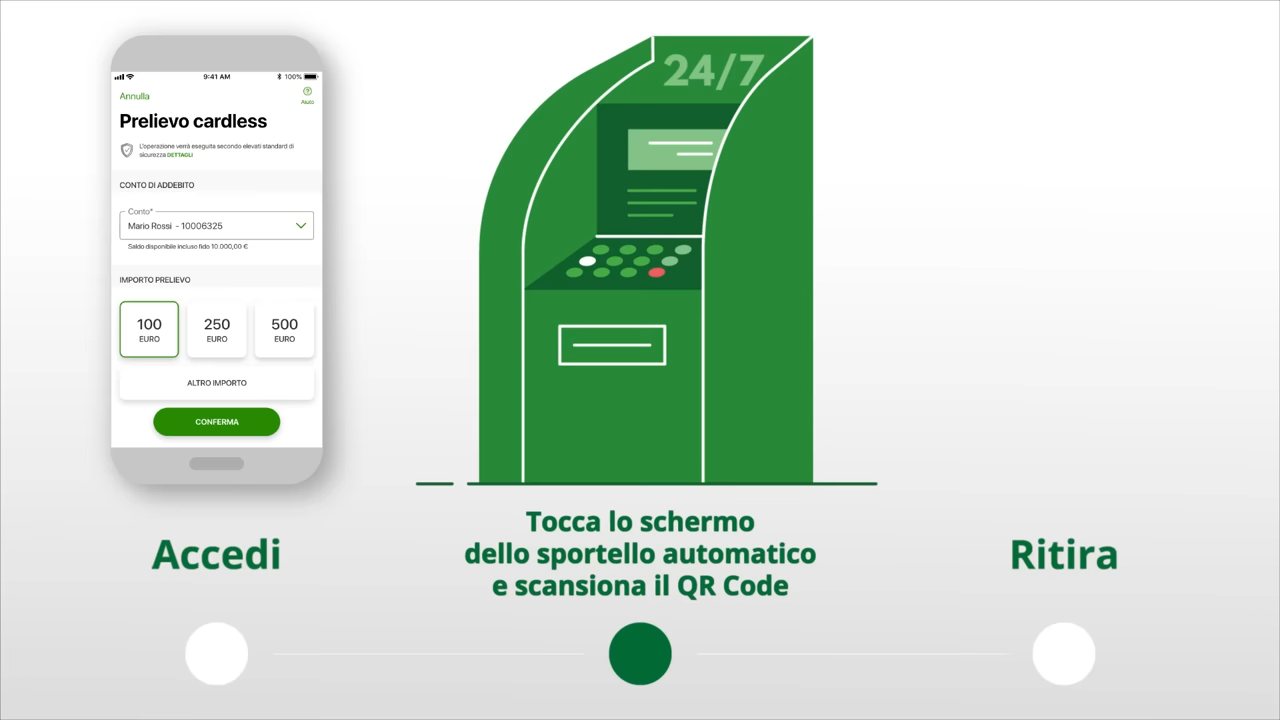 9:41 AM
100%
Annulla
Aiuto
Prelievo cardless
L'operazione verrà eseguita secondo elevati standard di
sicurezza DETTAGLI
CONTO DI ADDEBITO
Conto*
Mario Rossi - 10006325
Saldo disponibile incluso fido 10.000,00 €
IMPORTO PRELIEVO
100 250 500
EURO EURO EURO
ALTRO IMPORTO
CONFERMA
24/7
Accedi
Tocca lo schermo
dello sportello automatico
e scansiona il QR Code
Ritira